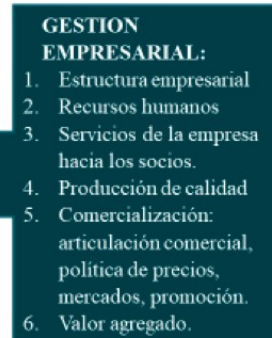 GESTION
EMPRESARIAL:
1. Estructura empresarial
2. Recursos humanos
3. Servicios de la empresa
hacia los socios.
4. Producción de calidad
5. Comercialización:
articulación comercial,
política de precios,
mercados, promoción.
6. Valor agregado.